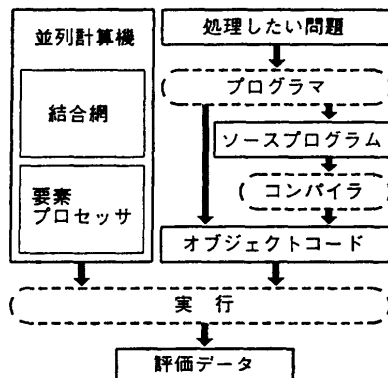 並列計算機
結合網
要素
プロセッサ
処理したい問題
プログラマ
ソースプログラム
コンパイラ
オブジェクトコード
実 行
評価データ